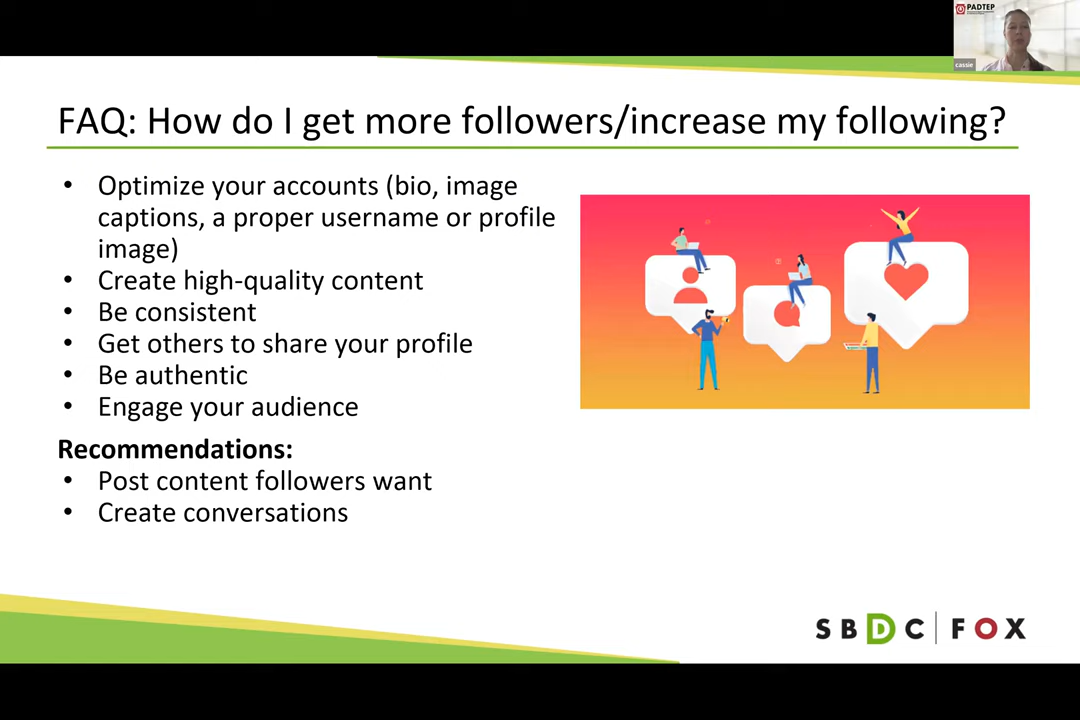 PADTEP
cassie
FAQ: How do I get more followers/increase my following?
• Optimize your accounts (bio, image
captions, a proper username or profile
image)
• Create high-quality content
• Be consistent
• Get others to share your profile
• Be authentic
• Engage your audience
Recommendations:
• Post content followers want
• Create conversations
SBDC | FOX